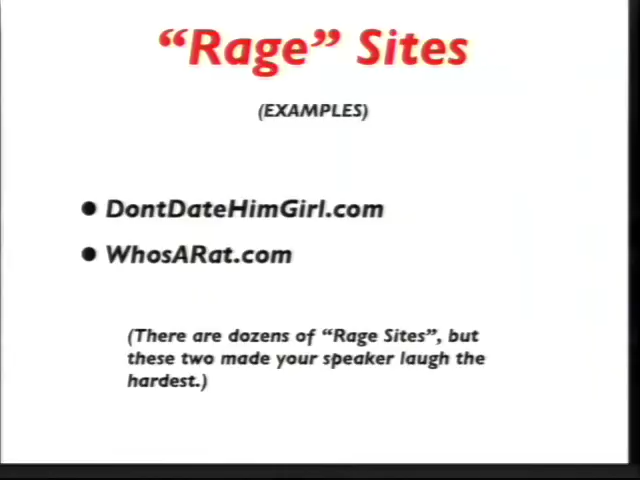 “Rage” Sites
(EXAMPLES)
● DontDateHimGirl.com
● WhosARat.com
(There are dozens of “Rage Sites”, but
these two made your speaker laugh the
hardest.)